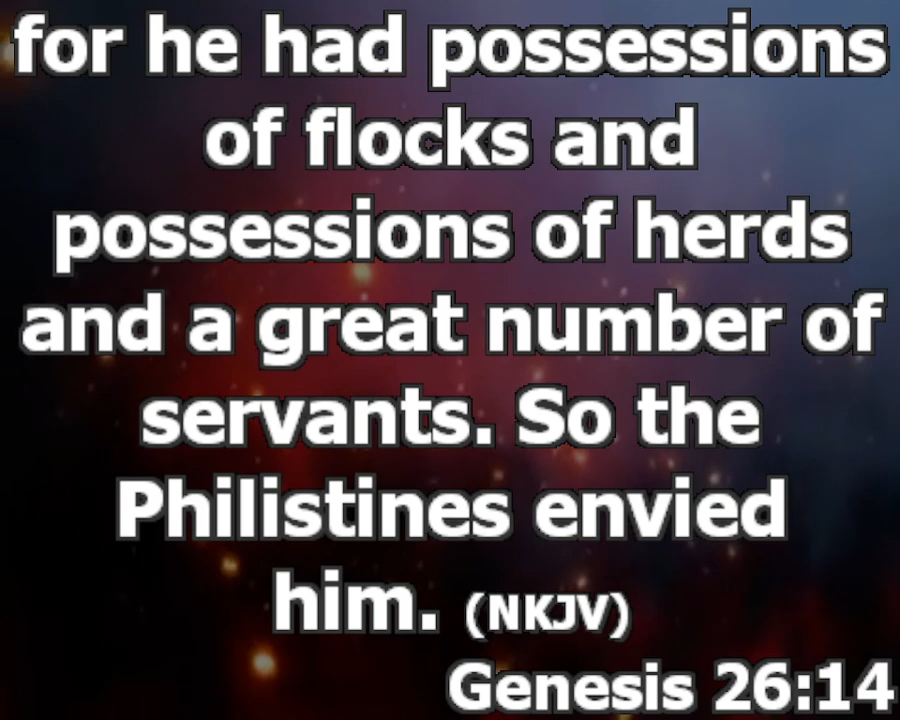 for he had possessions
of flocks and
possessions of herds
and a great number of
servants. So the
Philistines envied
him. (NKJV)
Genesis 26:14